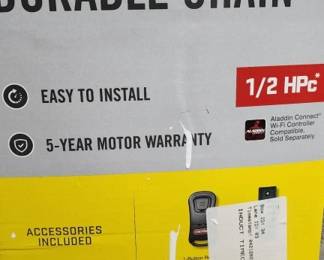 DURABLE CHAIN
EASY TO INSTALL
1/2 HPc*
Aladdin Connect®
Wi-Fi Controller
Compatible.
Sold Separately.
ALADDIN
5-YEAR MOTOR WARRANTY
ACCESSORIES
INCLUDED